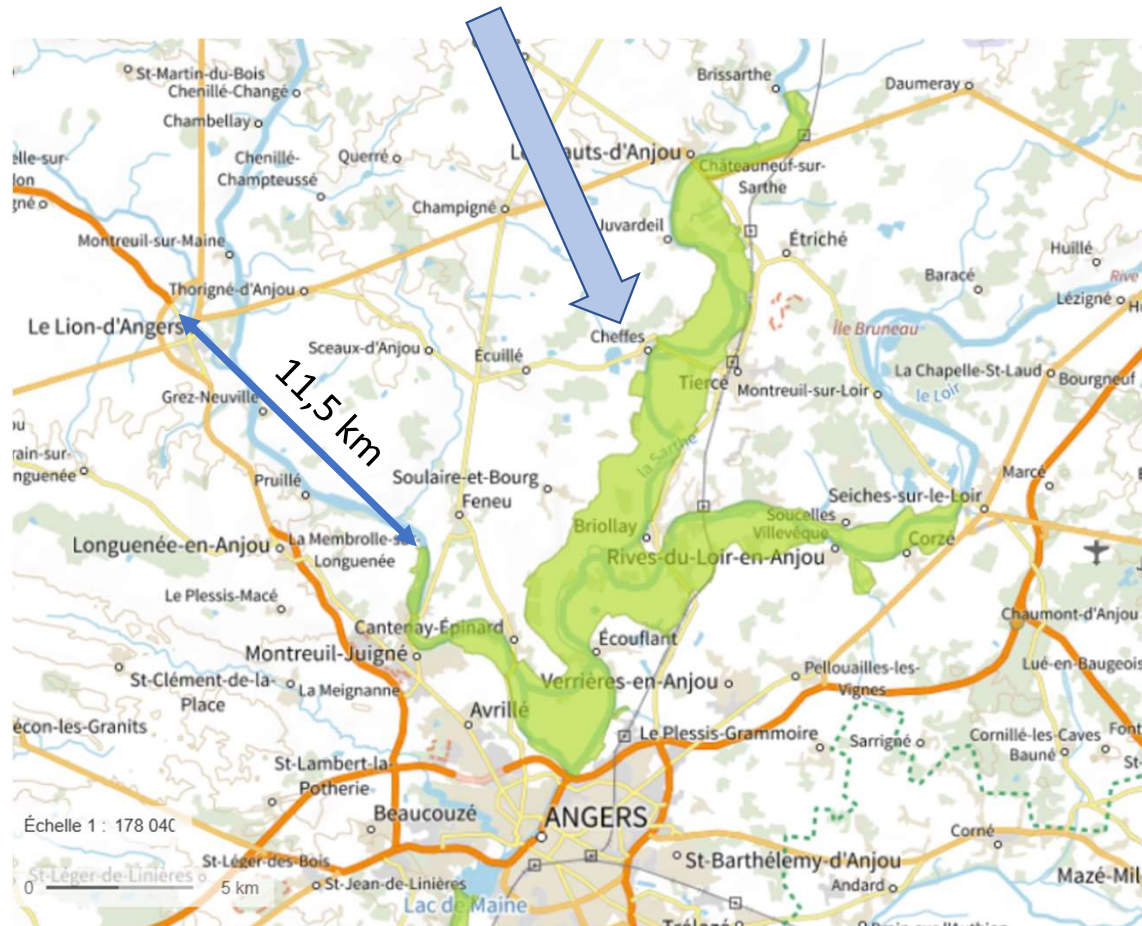 St-Martin-du-Bois
Chenillé-Changé
Brissarthe
Daumeray
Chambellay
Chenillé-
Champteussé
Querré
Châteauneuf-sur-
Sarthe
Champigné
Juvardeil
Étriché
Huillé
Montreuil-sur-Maine
Baracé
Thorigné-d'Anjou
Lézigné
Le Lion-d'Angers
Île Bruneau
Cheffes
Sceaux-d'Anjou
Écuillé
Tiercé
Montreuil-sur-Loir
La Chapelle-St-Laud
Bourgneuf
le Loir
11,5 km
Grez-Neuville
la Sarthe
Marcé
Pruillé
Soulaire-et-Bourg
Feneu
Seiches-sur-le-Loir
Soucelles
Villevêque
Briollay
Corzé
Longuenée-en-Anjou
La Membrolle-sur-
Longuenée
Rives-du-Loir-en-Anjou
Le Plessis-Macé
Chaumont-d'Anjou
Cantenay-Épinard
Écouflant
Montreuil-Juigné
Pellouailles-les-
Vignes
Lué-en-Baugeois
St-Clément-de-la-
Place
La Meignanne
Verrières-en-Anjou
Avrillé
Le Plessis-Grammoire
Sarrigné
Cornillé-les-Caves
Bauné
écon-les-Granits
St-Lambert-la-
Potherie
Beaucouzé
ANGERS
Échelle 1 : 178 040
Corné
St-Léger-des-Bois
St-Barthélemy-d'Anjou
Andard
St-Léger-de-Linières
0 5 km
St-Jean-de-Linières
Lac de Maine